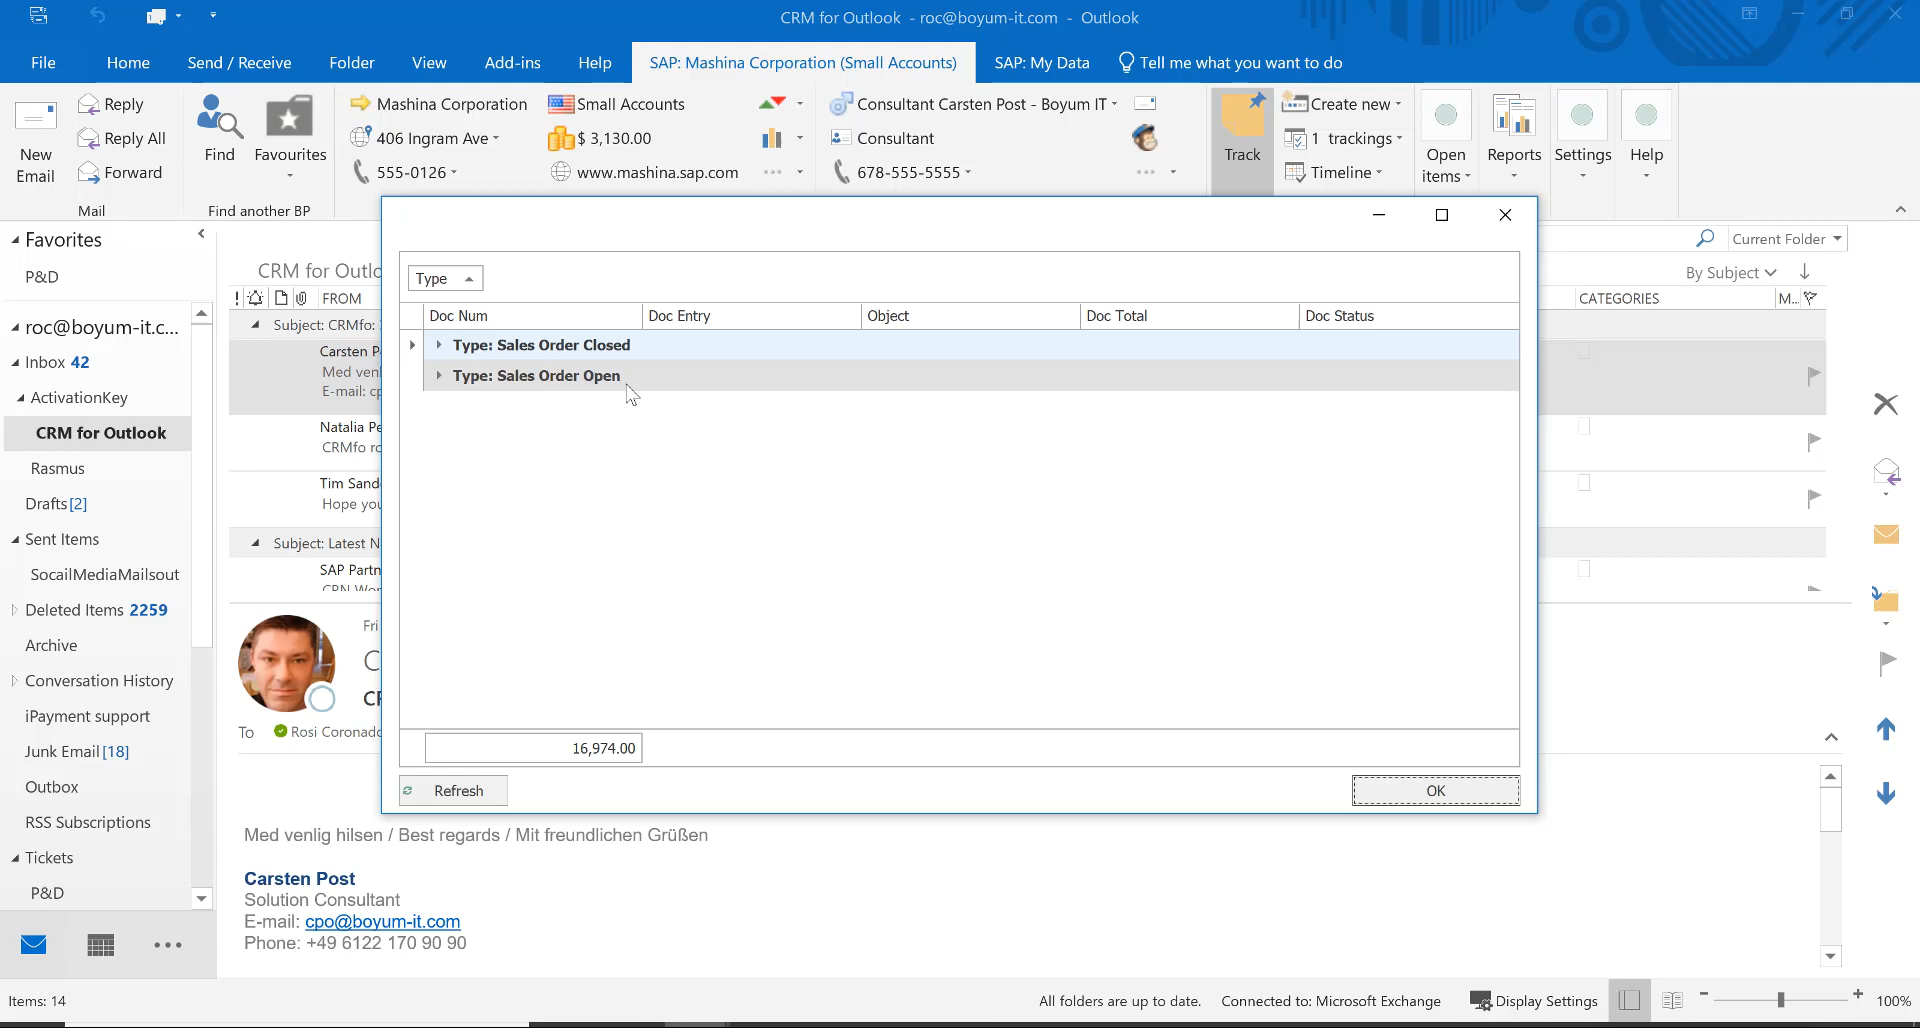 CRM for Outlook - roc@boyum-it.com - Outlook
File Home Send / Receive Folder View Add-ins Help SAP: Mashina Corporation (Small Accounts) SAP: My Data Tell me what you want to do
New Email
Reply
Reply All
Forward
Mail
Find
Favourites
Find another BP
Mashina Corporation
406 Ingram Ave
555-0126
Small Accounts
$ 3,130.00
www.mashina.sap.com
Consultant Carsten Post - Boyum IT
Consultant
678-555-5555
Track
Create new
1 trackings
Timeline
Open items
Reports
Settings
Help
Favorites
P&D
roc@boyum-it.c...
Inbox 42
ActivationKey
CRM for Outlook
Rasmus
Drafts [2]
Sent Items
SocailMediaMailsout
Deleted Items 2259
Archive
Conversation History
iPayment support
Junk Email [18]
Outbox
RSS Subscriptions
Tickets
P&D
CRM for Outlo
Current Folder
By Subject
! FROM
CATEGORIES
M...
Subject: CRMfo:
Carsten P
Med venl
E-mail: cp
Natalia Pe
CRMfo ro
Tim Sand
Hope you
Subject: Latest N
SAP Partn
Type
Doc Num Doc Entry Object Doc Total Doc Status
Type: Sales Order Closed
Type: Sales Order Open
16,974.00
Refresh
OK
Fri
To Rosi Coronado
Med venlig hilsen / Best regards / Mit freundlichen Grüßen
Carsten Post
Solution Consultant
E-mail: cpo@boyum-it.com
Phone: +49 6122 170 90 90
Items: 14
All folders are up to date. Connected to: Microsoft Exchange Display Settings 100%